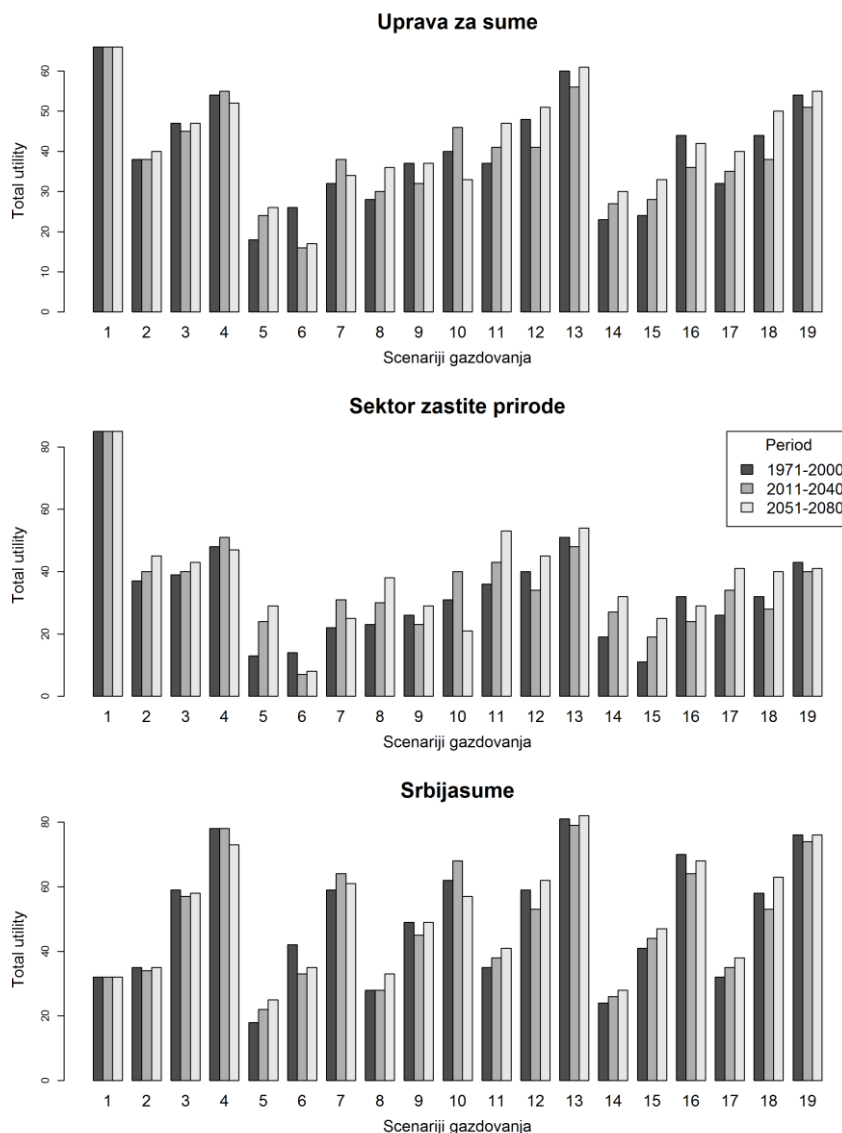 Uprava za sume
Total utility
0 10 20 30 40 50 60
1 2 3 4 5 6 7 8 9 10 11 12 13 14 15 16 17 18 19
Scenariji gazdovanja
Sektor zastite prirode
Total utility
0 20 40 60 80
Period
1971-2000
2011-2040
2051-2080
1 2 3 4 5 6 7 8 9 10 11 12 13 14 15 16 17 18 19
Scenariji gazdovanja
Srbijasume
Total utility
0 20 40 60 80
1 2 3 4 5 6 7 8 9 10 11 12 13 14 15 16 17 18 19
Scenariji gazdovanja